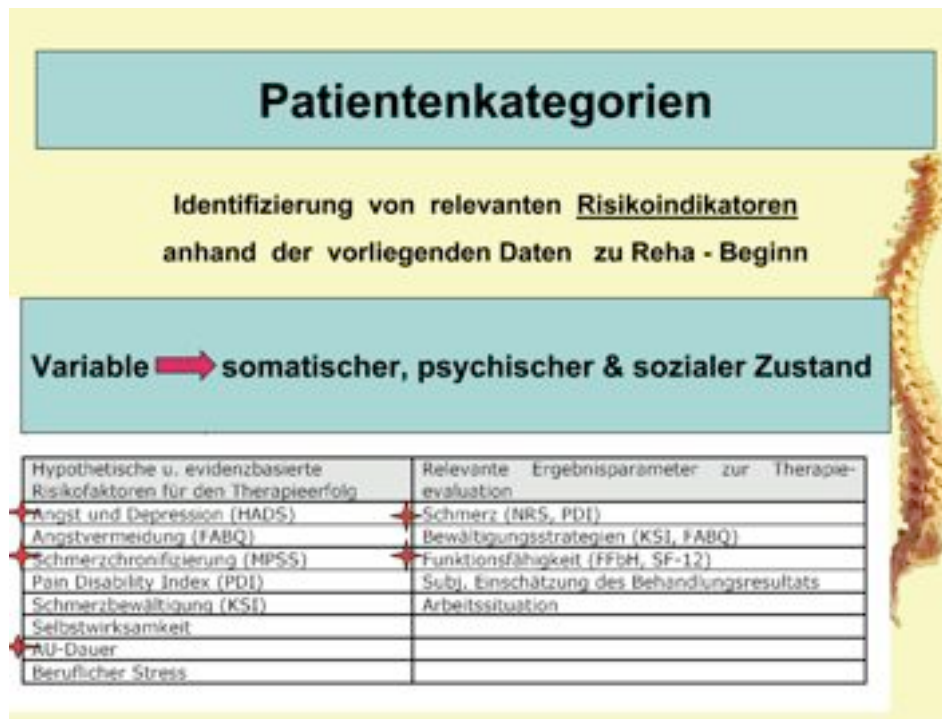 Patientenkategorien
Identifizierung von relevanten Risikoindikatoren
anhand der vorliegenden Daten zu Reha - Beginn
Variable somatischer, psychischer & sozialer Zustand
Hypothetische u. evidenzbasierte
Risikofaktoren für den Therapieerfolg
Relevante Ergebnisparameter zur Therapie-
evaluation
Angst und Depression (HADS)
Schmerz (NRS, PDI)
Angstvermeidung (FABQ)
Bewältigungsstrategien (KSI, FABQ)
Schmerzchronifizierung (MPSS)
Funktionsfähigkeit (FFbH, SF-12)
Pain Disability Index (PDI)
Subj. Einschätzung des Behandlungsresultats
Schmerzbewältigung (KSI)
Arbeitssituation
Selbstwirksamkeit
AU-Dauer
Beruflicher Stress